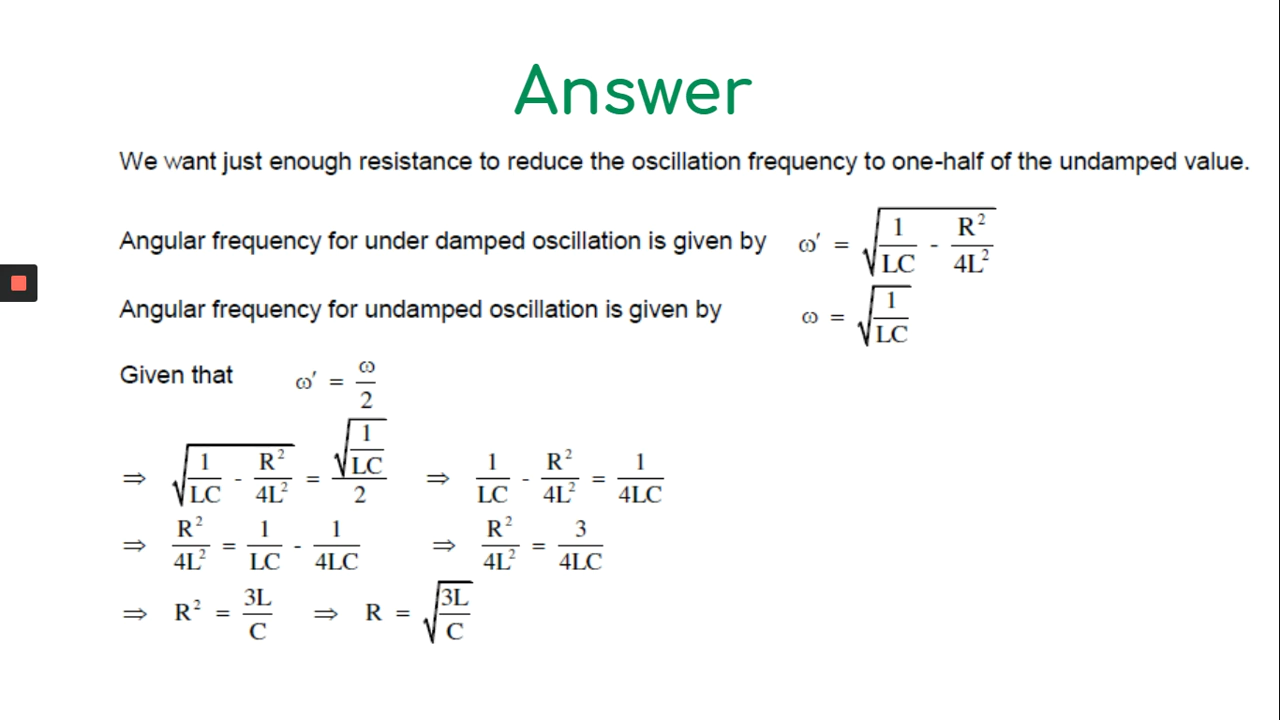 Answer
We want just enough resistance to reduce the oscillation frequency to one-half of the undamped value.
Angular frequency for under damped oscillation is given by ω′ = √(1/LC - R²/4L²)
Angular frequency for undamped oscillation is given by ω = √(1/LC)
Given that ω′ = ω/2
⇒ √(1/LC - R²/4L²) = √(1/LC)/2 ⇒ 1/LC - R²/4L² = 1/4LC
⇒ R²/4L² = 1/LC - 1/4LC ⇒ R²/4L² = 3/4LC
⇒ R² = 3L/C ⇒ R = √(3L/C)